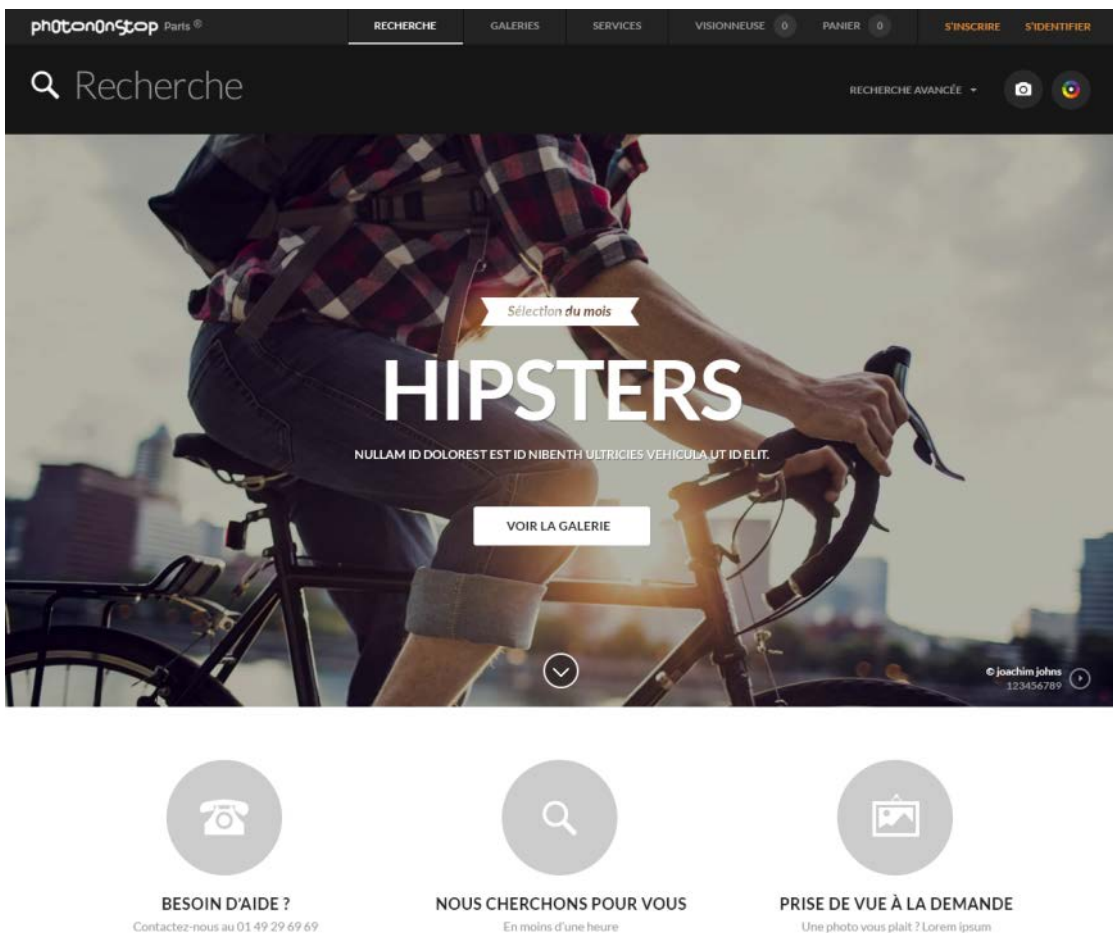 photononstop Paris ®
RECHERCHE
GALERIES
SERVICES
VISIONNEUSE 0
PANIER 0
S'INSCRIRE
S'IDENTIFIER
Recherche
RECHERCHE AVANCÉE
Sélection du mois
HIPSTERS
NULLAM ID DOLOREST EST ID NIBENTH ULTRICIES VEHICULA UT ID ELIT.
VOIR LA GALERIE
© joachim johns
123456789
BESOIN D'AIDE ?
Contactez-nous au 01 49 29 69 69
NOUS CHERCHONS POUR VOUS
En moins d'une heure
PRISE DE VUE À LA DEMANDE
Une photo vous plait ? Lorem ipsum